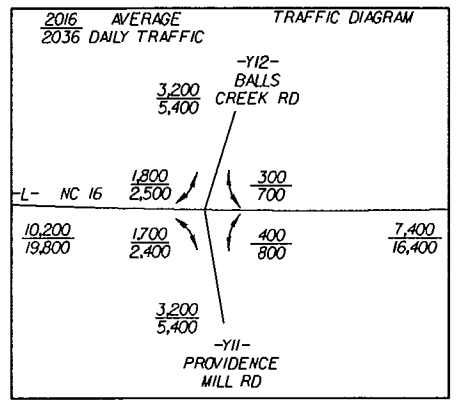 2016 AVERAGE TRAFFIC DIAGRAM
2036 DAILY TRAFFIC
-Y12-
BALLS
CREEK RD
3,200
5,400
1,800
2,500
300
700
-L- NC 16
10,200
19,800
1,700
2,400
400
800
7,400
16,400
3,200
5,400
-Y11-
PROVIDENCE
MILL RD